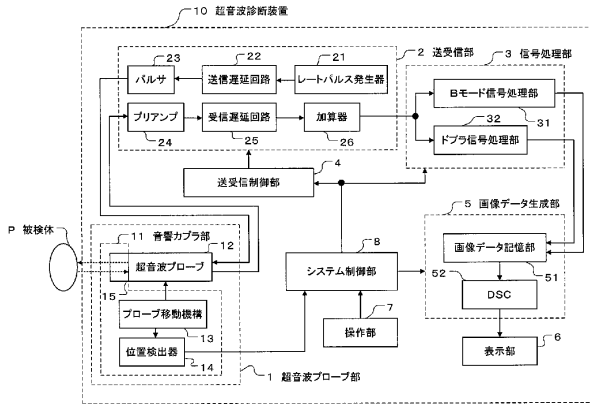 10 超音波診断装置
23
22
21
2 送受信部
3 信号処理部
パルサ
送信遅延回路
レートパルス発生器
Bモード信号処理部
プリアンプ
受信遅延回路
加算器
32
31
ドプラ信号処理部
24
25
26
4
送受信制御部
5 画像データ生成部
P 被検体
11 音響カプラ部
12
8
超音波プローブ
画像データ記憶部
システム制御部
15
52
51
プローブ移動機構
DSC
7
13
操作部
6
位置検出器
表示部
14
1 超音波プローブ部